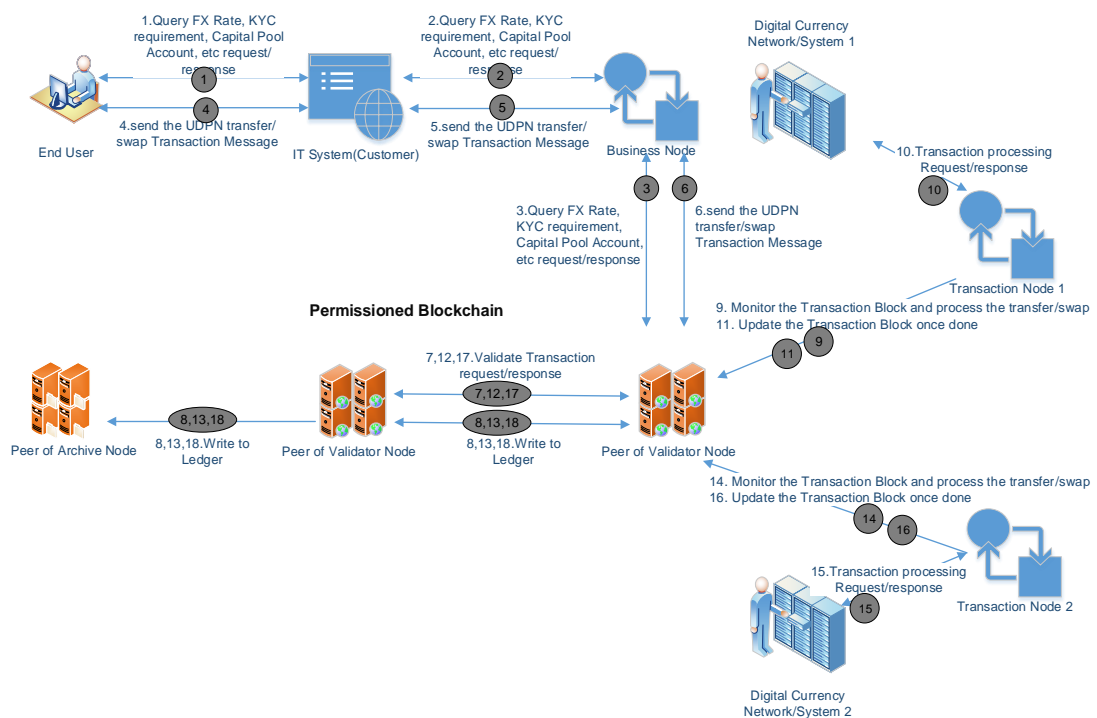 1.Query FX Rate, KYC
requirement, Capital Pool
Account, etc request/
response
1
4
4.send the UDPN transfer/
swap Transaction Message
End User
IT System(Customer)
2.Query FX Rate, KYC
requirement, Capital Pool
Account, etc request/
response
2
5
5.send the UDPN transfer/
swap Transaction Message
Business Node
Digital Currency
Network/System 1
10.Transaction processing
Request/response
10
Transaction Node 1
3
6
3.Query FX Rate,
KYC requirement,
Capital Pool Account,
etc request/response
6.send the UDPN
transfer/swap
Transaction Message
9. Monitor the Transaction Block and process the transfer/swap
11. Update the Transaction Block once done
11
9
Permissioned Blockchain
7,12,17.Validate Transaction
request/response
7,12,17
8,13,18
8,13,18.Write to
Ledger
8,13,18
8,13,18.Write to
Ledger
Peer of Archive Node
Peer of Validator Node
Peer of Validator Node
14. Monitor the Transaction Block and process the transfer/swap
16. Update the Transaction Block once done
14
16
15.Transaction processing
Request/response
15
Transaction Node 2
Digital Currency
Network/System 2